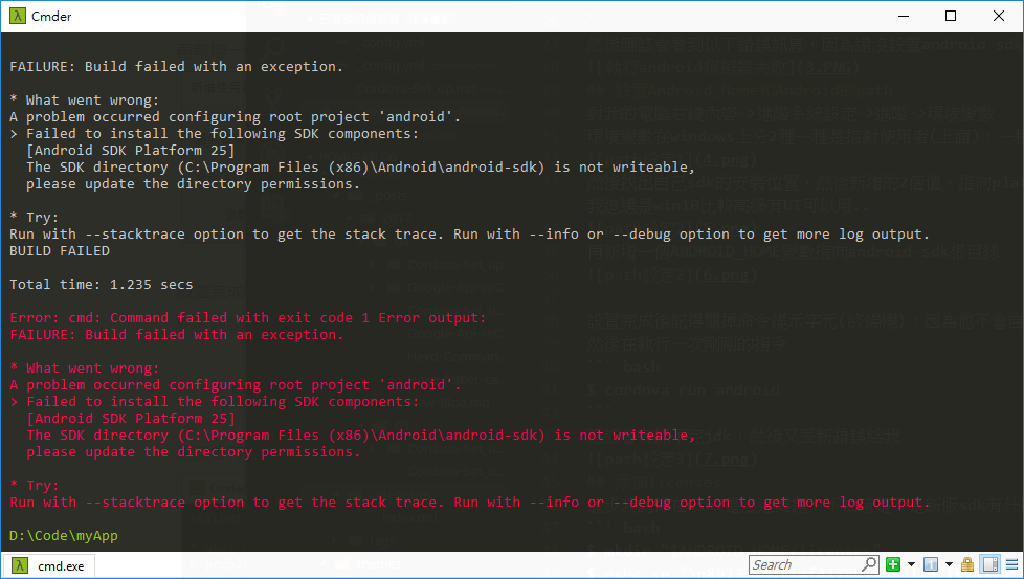 Cmder
FAILURE: Build failed with an exception.
* What went wrong:
A problem occurred configuring root project 'android'.
> Failed to install the following SDK components:
[Android SDK Platform 25]
The SDK directory (C:\Program Files (x86)\Android\android-sdk) is not writeable,
please update the directory permissions.
* Try:
Run with --stacktrace option to get the stack trace. Run with --info or --debug option to get more log output.
BUILD FAILED
Total time: 1.235 secs
Error: cmd: Command failed with exit code 1 Error output:
FAILURE: Build failed with an exception.
* What went wrong:
A problem occurred configuring root project 'android'.
> Failed to install the following SDK components:
[Android SDK Platform 25]
The SDK directory (C:\Program Files (x86)\Android\android-sdk) is not writeable,
please update the directory permissions.
* Try:
Run with --stacktrace option to get the stack trace. Run with --info or --debug option to get more log output.
D:\Code\myApp
cmd.exe
Search